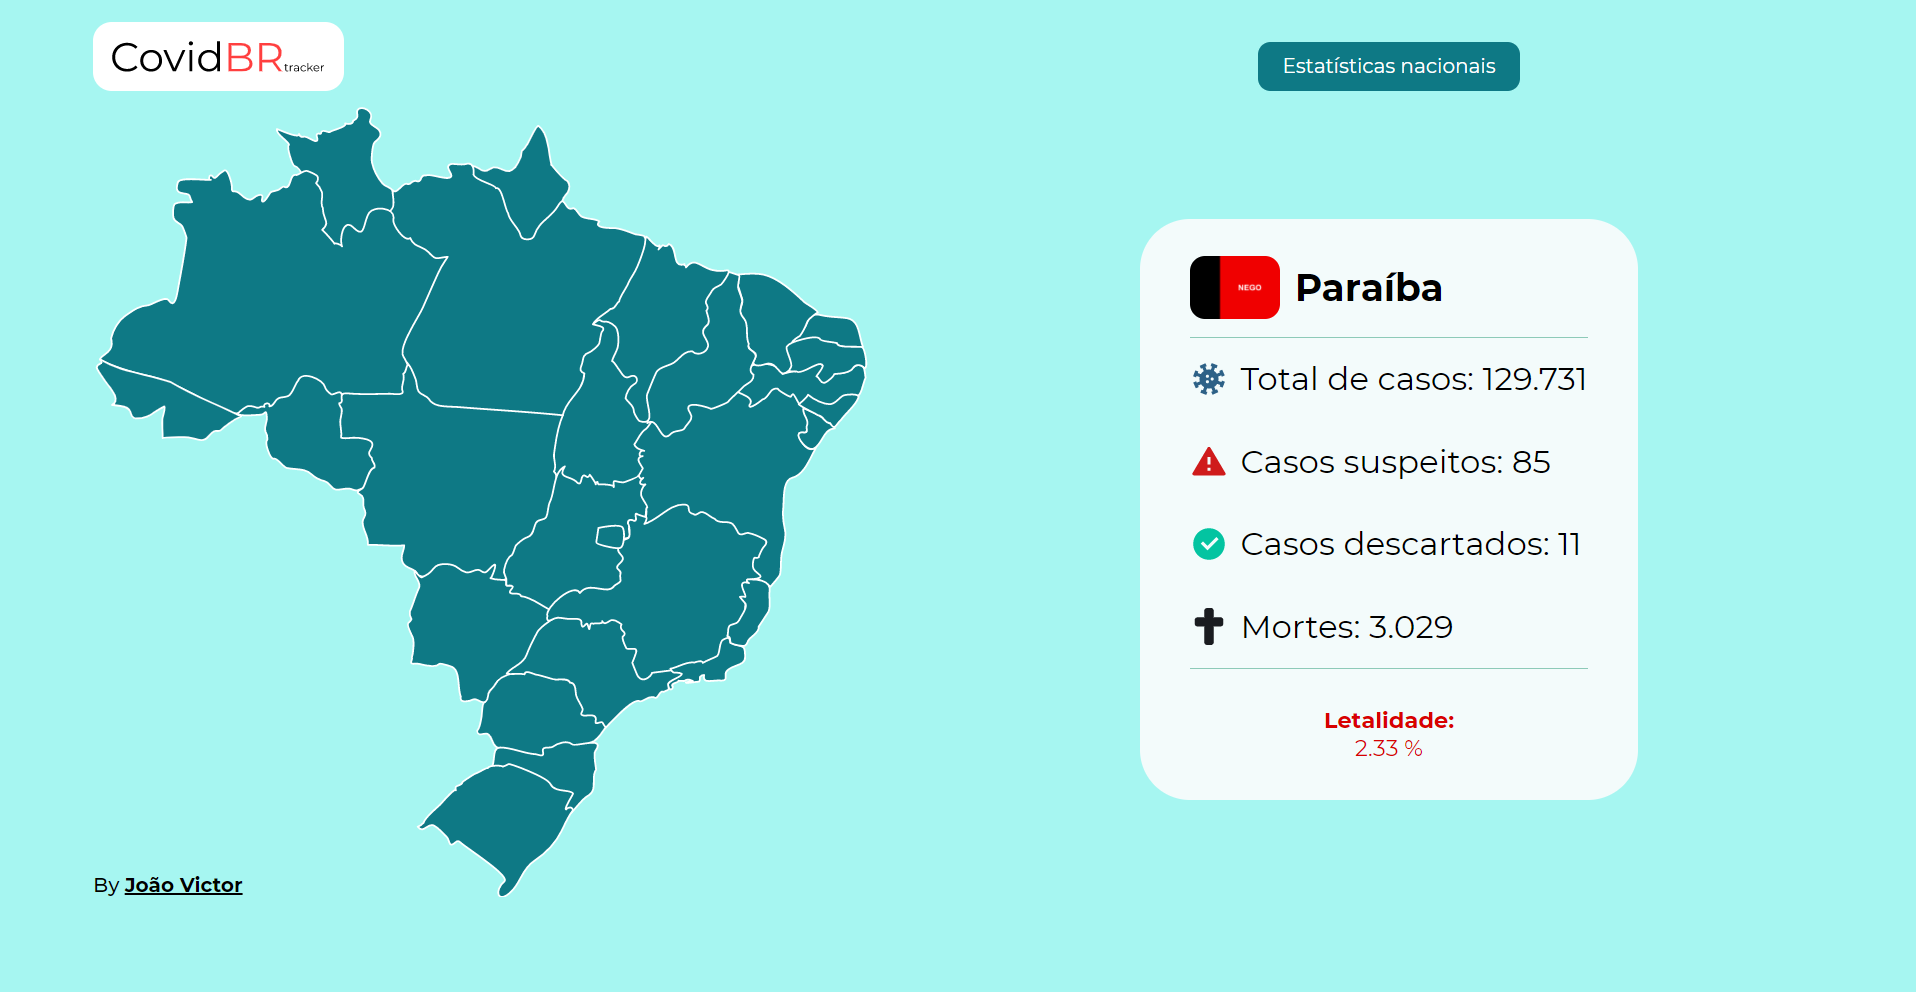 CovidBRtracker
Estatísticas nacionais
NEGO
Paraíba
Total de casos: 129.731
Casos suspeitos: 85
Casos descartados: 11
Mortes: 3.029
Letalidade:
2.33 %
By João Victor